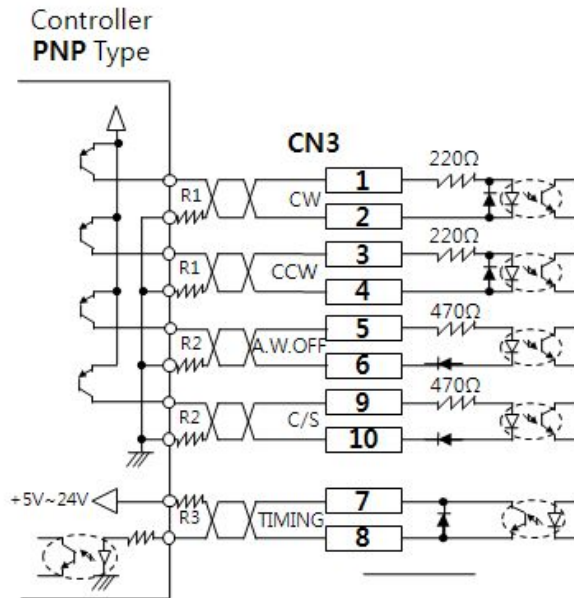 Controller
PNP Type
CN3
220Ω
R1
CW
1
2
220Ω
R1
CCW
3
4
470Ω
R2
A.W.OFF
5
6
470Ω
R2
C/S
9
10
+5V~24V
R3
TIMING
7
8